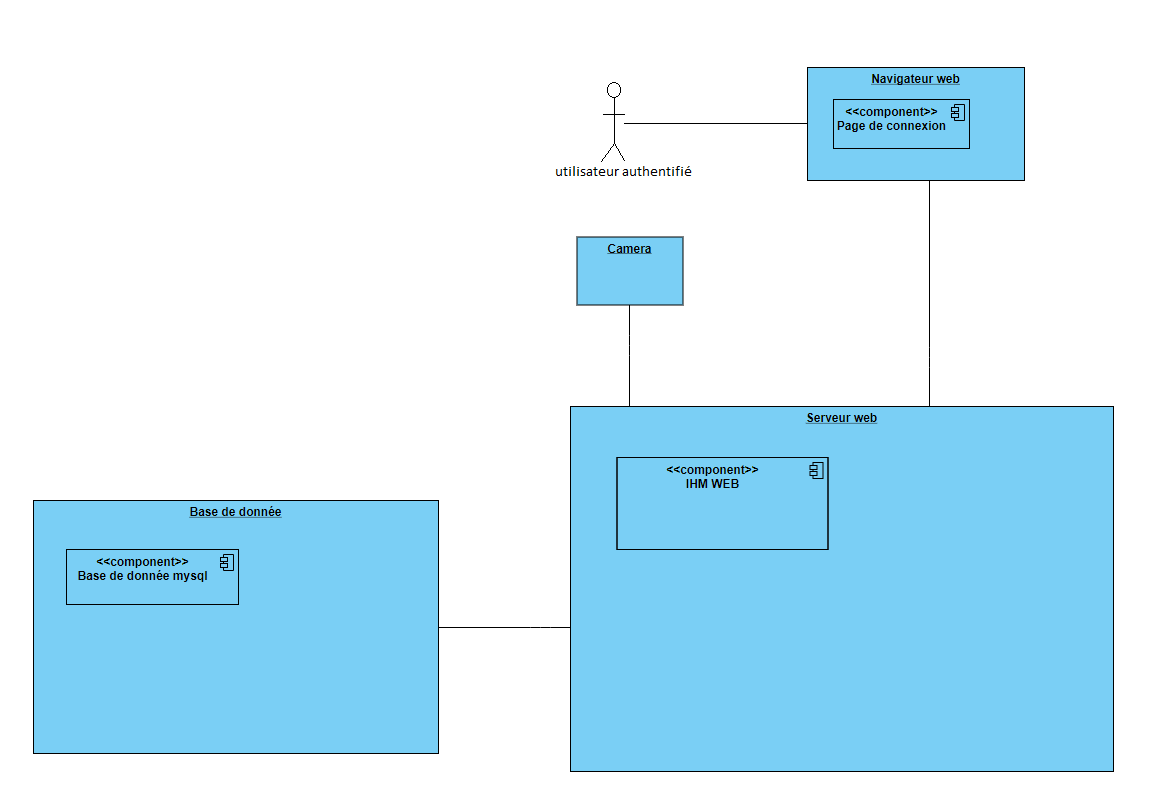 Navigateur web
<<component>>
Page de connexion
utilisateur authentifié
Camera
Serveur web
<<component>>
IHM WEB
Base de donnée
<<component>>
Base de donnée mysql